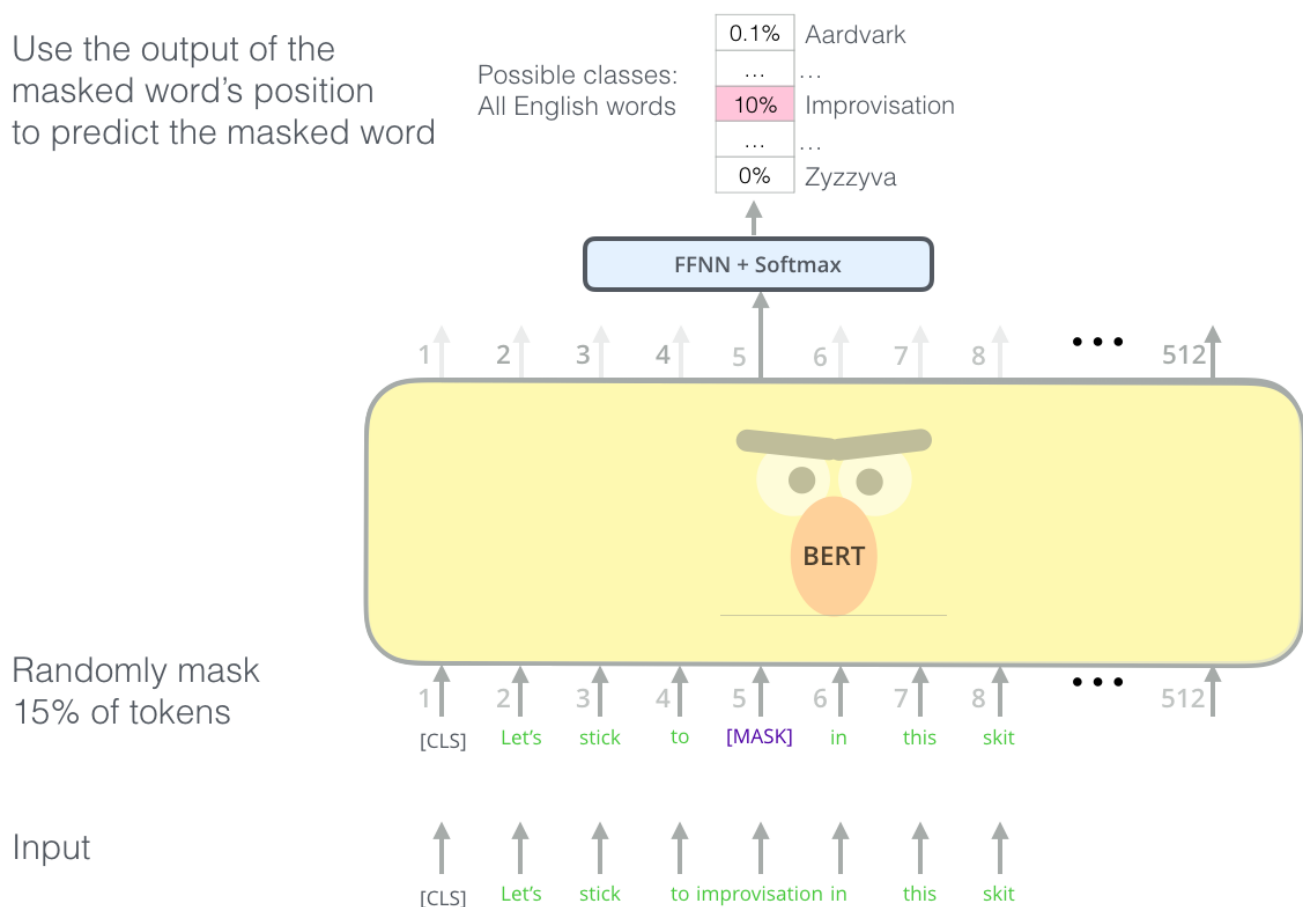 Use the output of the
masked word's position
to predict the masked word
Possible classes:
All English words
0.1% Aardvark
... ...
10% Improvisation
... ...
0% Zyzzyva
FFNN + Softmax
1 2 3 4 5 6 7 8 ••• 512
BERT
Randomly mask
15% of tokens
1 2 3 4 5 6 7 8 ••• 512
[CLS] Let's stick to [MASK] in this skit
Input
[CLS] Let's stick to improvisation in this skit